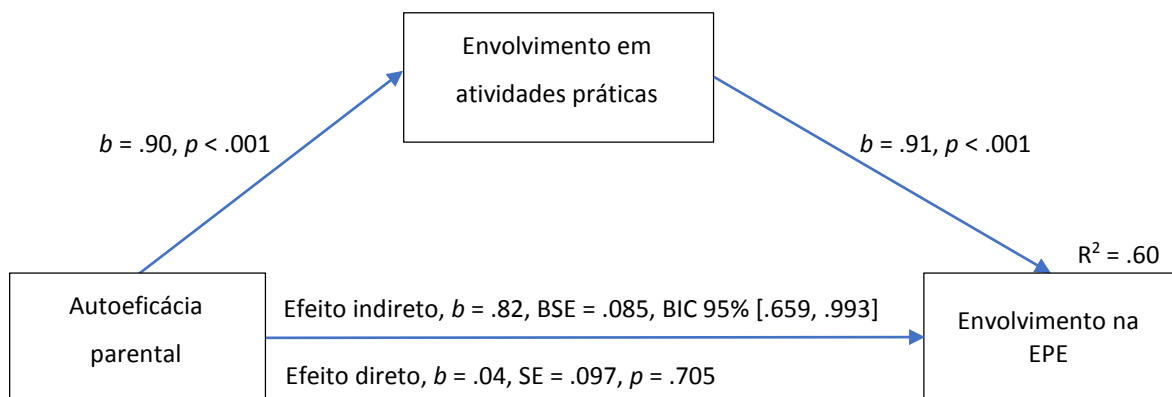 Envolvimento em
atividades práticas
b = .90, p < .001
b = .91, p < .001
R² = .60
Autoeficácia
parental
Efeito indireto, b = .82, BSE = .085, BIC 95% [.659, .993]
Efeito direto, b = .04, SE = .097, p = .705
Envolvimento na
EPE